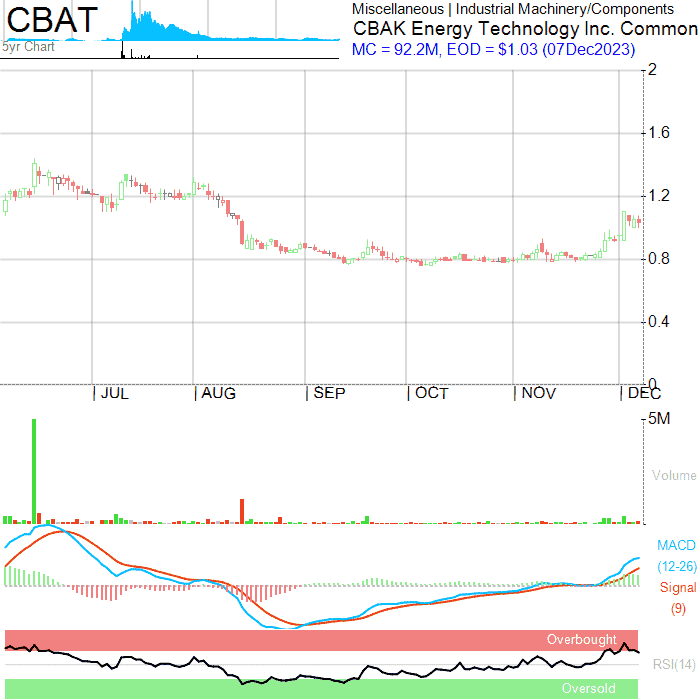 CBAT
5yr Chart
Miscellaneous | Industrial Machinery/Components
CBAK Energy Technology Inc. Common
MC = 92.2M, EOD = $1.03 (07Dec2023)
2
1.6
1.2
0.8
0.4
0
| JUL | AUG | SEP | OCT | NOV | DEC
5M
Volume
MACD
(12-26)
Signal
(9)
Overbought
RSI(14)
Oversold